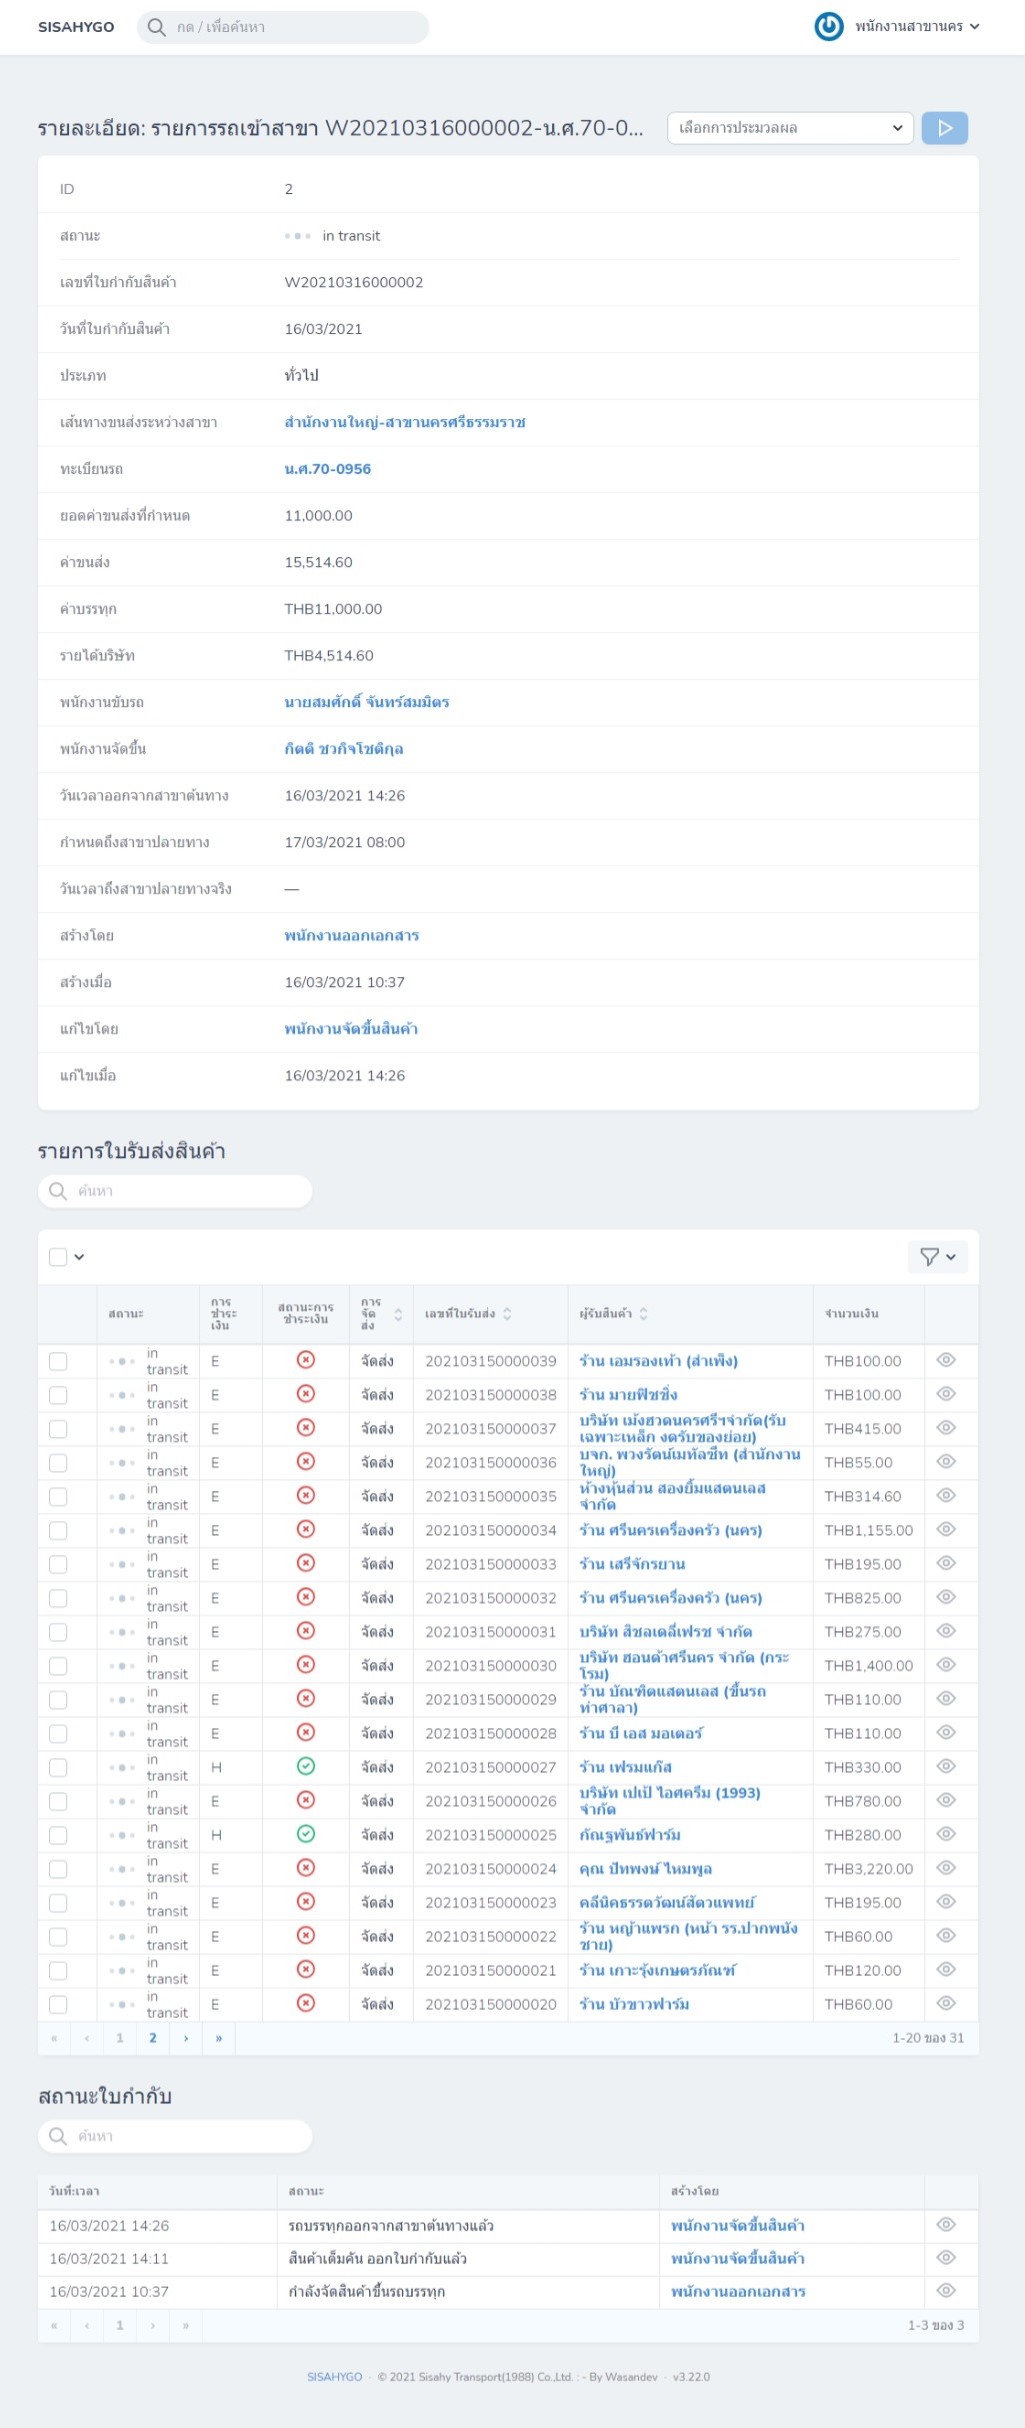 SISAHYGO
กด / เพื่อค้นหา
พนักงานสาขานคร
รายละเอียด: รายการรถเข้าสาขา W20210316000002-น.ศ.70-0...
เลือกการประมวลผล
ID 2
สถานะ in transit
เลขที่ใบกำกับสินค้า W20210316000002
วันที่ใบกำกับสินค้า 16/03/2021
ประเภท ทั่วไป
เส้นทางขนส่งระหว่างสาขา สำนักงานใหญ่-สาขานครศรีธรรมราช
ทะเบียนรถ น.ศ.70-0956
ยอดค่าขนส่งที่กำหนด 11,000.00
ค่าขนส่ง 15,514.60
ค่าบรรทุก THB11,000.00
รายได้บริษัท THB4,514.60
พนักงานขับรถ นายสมศักดิ์ จันทร์สมมิตร
พนักงานจัดขึ้น กิตติ ชวกิจโชติกุล
วันเวลาออกจากสาขาต้นทาง 16/03/2021 14:26
กำหนดถึงสาขาปลายทาง 17/03/2021 08:00
วันเวลาถึงสาขาปลายทางจริง —
สร้างโดย พนักงานออกเอกสาร
สร้างเมื่อ 16/03/2021 10:37
แก้ไขโดย พนักงานจัดขึ้นสินค้า
แก้ไขเมื่อ 16/03/2021 14:26
รายการใบรับส่งสินค้า
ค้นหา
สถานะ การชำระเงิน สถานะการชำระเงิน การจัดส่ง เลขที่ใบรับส่ง ผู้รับสินค้า จำนวนเงิน
in transit E จัดส่ง 202103150000039 ร้าน เอมรองเท้า (สำเพ็ง) THB100.00
in transit E จัดส่ง 202103150000038 ร้าน มายฟิชชิ่ง THB100.00
in transit E จัดส่ง 202103150000037 บริษัท เม้งฮวดนครศรีฯจำกัด(รับเฉพาะเหล็ก งดรับของย่อย) THB415.00
in transit E จัดส่ง 202103150000036 บจก. พวงรัตน์เมทัลชีท (สำนักงานใหญ่) THB55.00
in transit E จัดส่ง 202103150000035 ห้างหุ้นส่วน สองยิ้มแสตนเลส จำกัด THB314.60
in transit E จัดส่ง 202103150000034 ร้าน ศรีนครเครื่องครัว (นคร) THB1,155.00
in transit E จัดส่ง 202103150000033 ร้าน เสรีจักรยาน THB195.00
in transit E จัดส่ง 202103150000032 ร้าน ศรีนครเครื่องครัว (นคร) THB825.00
in transit E จัดส่ง 202103150000031 บริษัท สิชลเดลี่เฟรช จำกัด THB275.00
in transit E จัดส่ง 202103150000030 บริษัท ฮอนด้าศรีนคร จำกัด (กระโรม) THB1,400.00
in transit E จัดส่ง 202103150000029 ร้าน บัณฑิตแสตนเลส (ขึ้นรถท่าศาลา) THB110.00
in transit E จัดส่ง 202103150000028 ร้าน บี เอส มอเตอร์ THB110.00
in transit H จัดส่ง 202103150000027 ร้าน เฟรมแก๊ส THB330.00
in transit E จัดส่ง 202103150000026 บริษัท เปเป้ ไอศครีม (1993) จำกัด THB780.00
in transit H จัดส่ง 202103150000025 กัณฐพันธ์ฟาร์ม THB280.00
in transit E จัดส่ง 202103150000024 คุณ ปัทพงษ์ ไหมพูล THB3,220.00
in transit E จัดส่ง 202103150000023 คลีนิคธรรตวัฒน์สัตวแพทย์ THB195.00
in transit E จัดส่ง 202103150000022 ร้าน หญ้าแพรก (หน้า รร.ปากพนังชาย) THB60.00
in transit E จัดส่ง 202103150000021 ร้าน เกาะรุ้งเกษตรภัณฑ์ THB120.00
in transit E จัดส่ง 202103150000020 ร้าน บัวขาวฟาร์ม THB60.00
« ‹ 1 2 › » 1-20 ของ 31
สถานะใบกำกับ
ค้นหา
วันที่:เวลา สถานะ สร้างโดย
16/03/2021 14:26 รถบรรทุกออกจากสาขาต้นทางแล้ว พนักงานจัดขึ้นสินค้า
16/03/2021 14:11 สินค้าเต็มคัน ออกใบกำกับแล้ว พนักงานจัดขึ้นสินค้า
16/03/2021 10:37 กำลังจัดสินค้าขึ้นรถบรรทุก พนักงานออกเอกสาร
« ‹ 1 › » 1-3 ของ 3
SISAHYGO · © 2021 Sisahy Transport(1988) Co.,Ltd. : - By Wasandev · v3.22.0